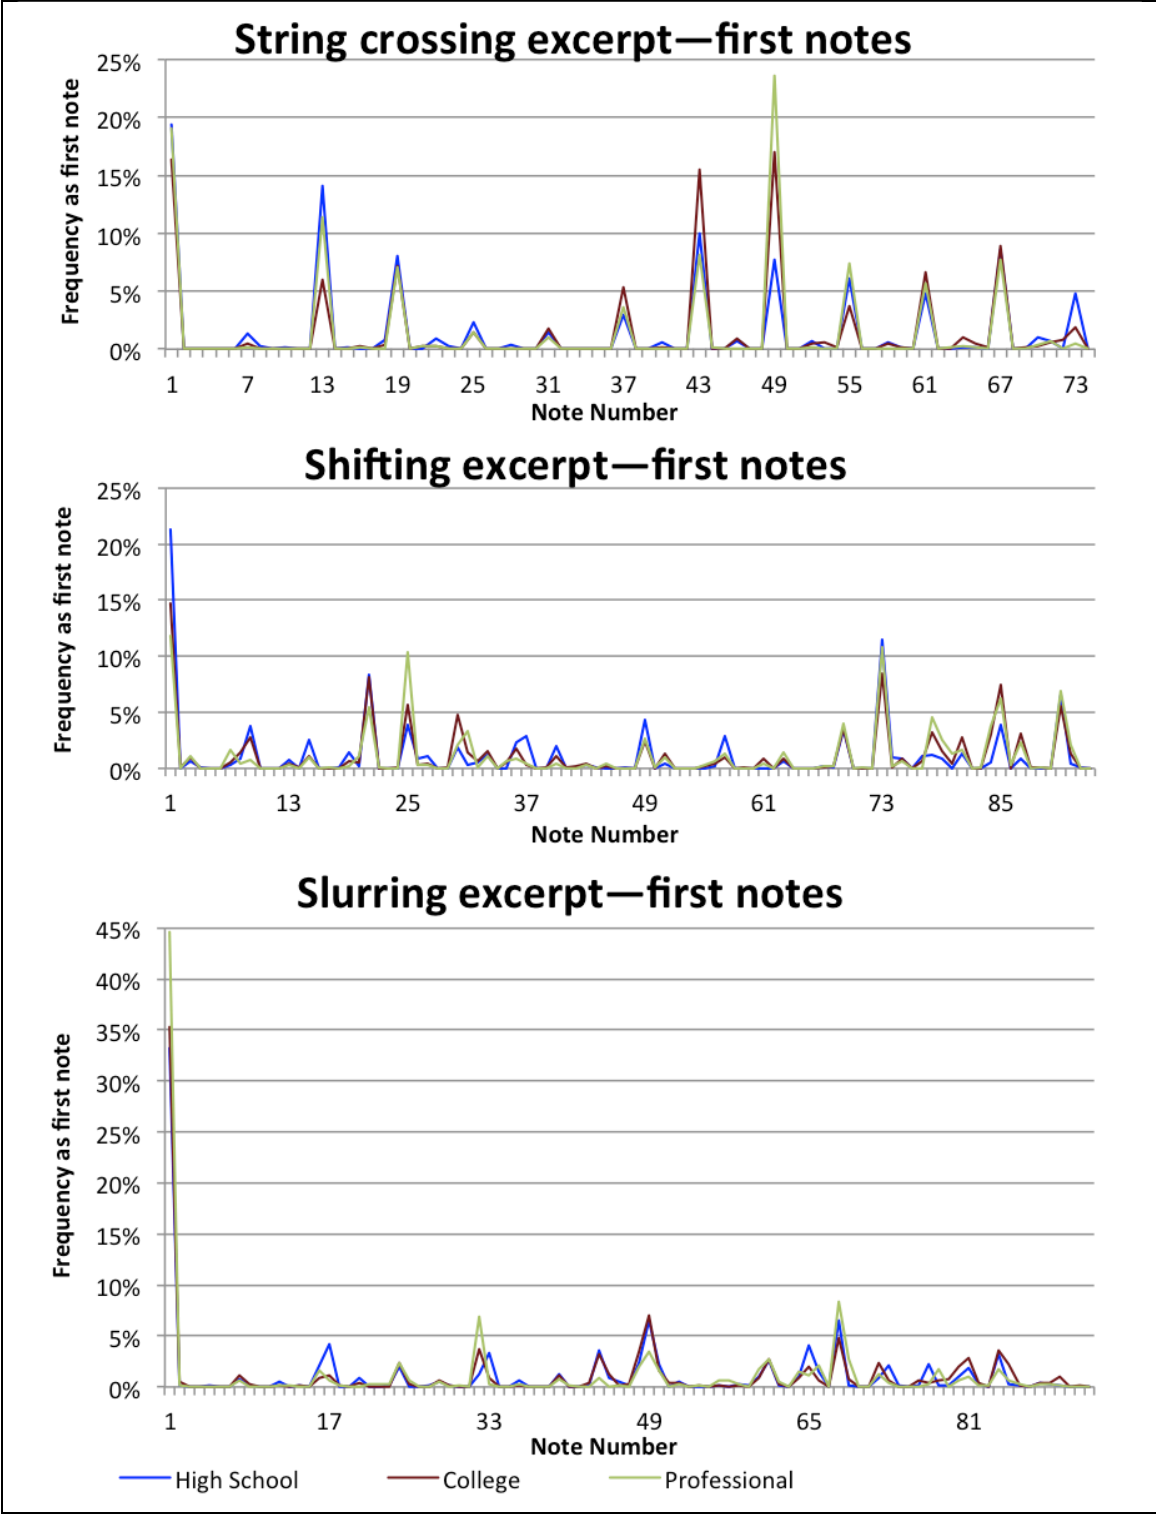 String crossing excerpt—first notes
Frequency as first note
25%
20%
15%
10%
5%
0%
1 7 13 19 25 31 37 43 49 55 61 67 73
Note Number
Shifting excerpt—first notes
Frequency as first note
25%
20%
15%
10%
5%
0%
1 13 25 37 49 61 73 85
Note Number
Slurring excerpt—first notes
Frequency as first note
45%
40%
35%
30%
25%
20%
15%
10%
5%
0%
1 17 33 49 65 81
Note Number
High School College Professional